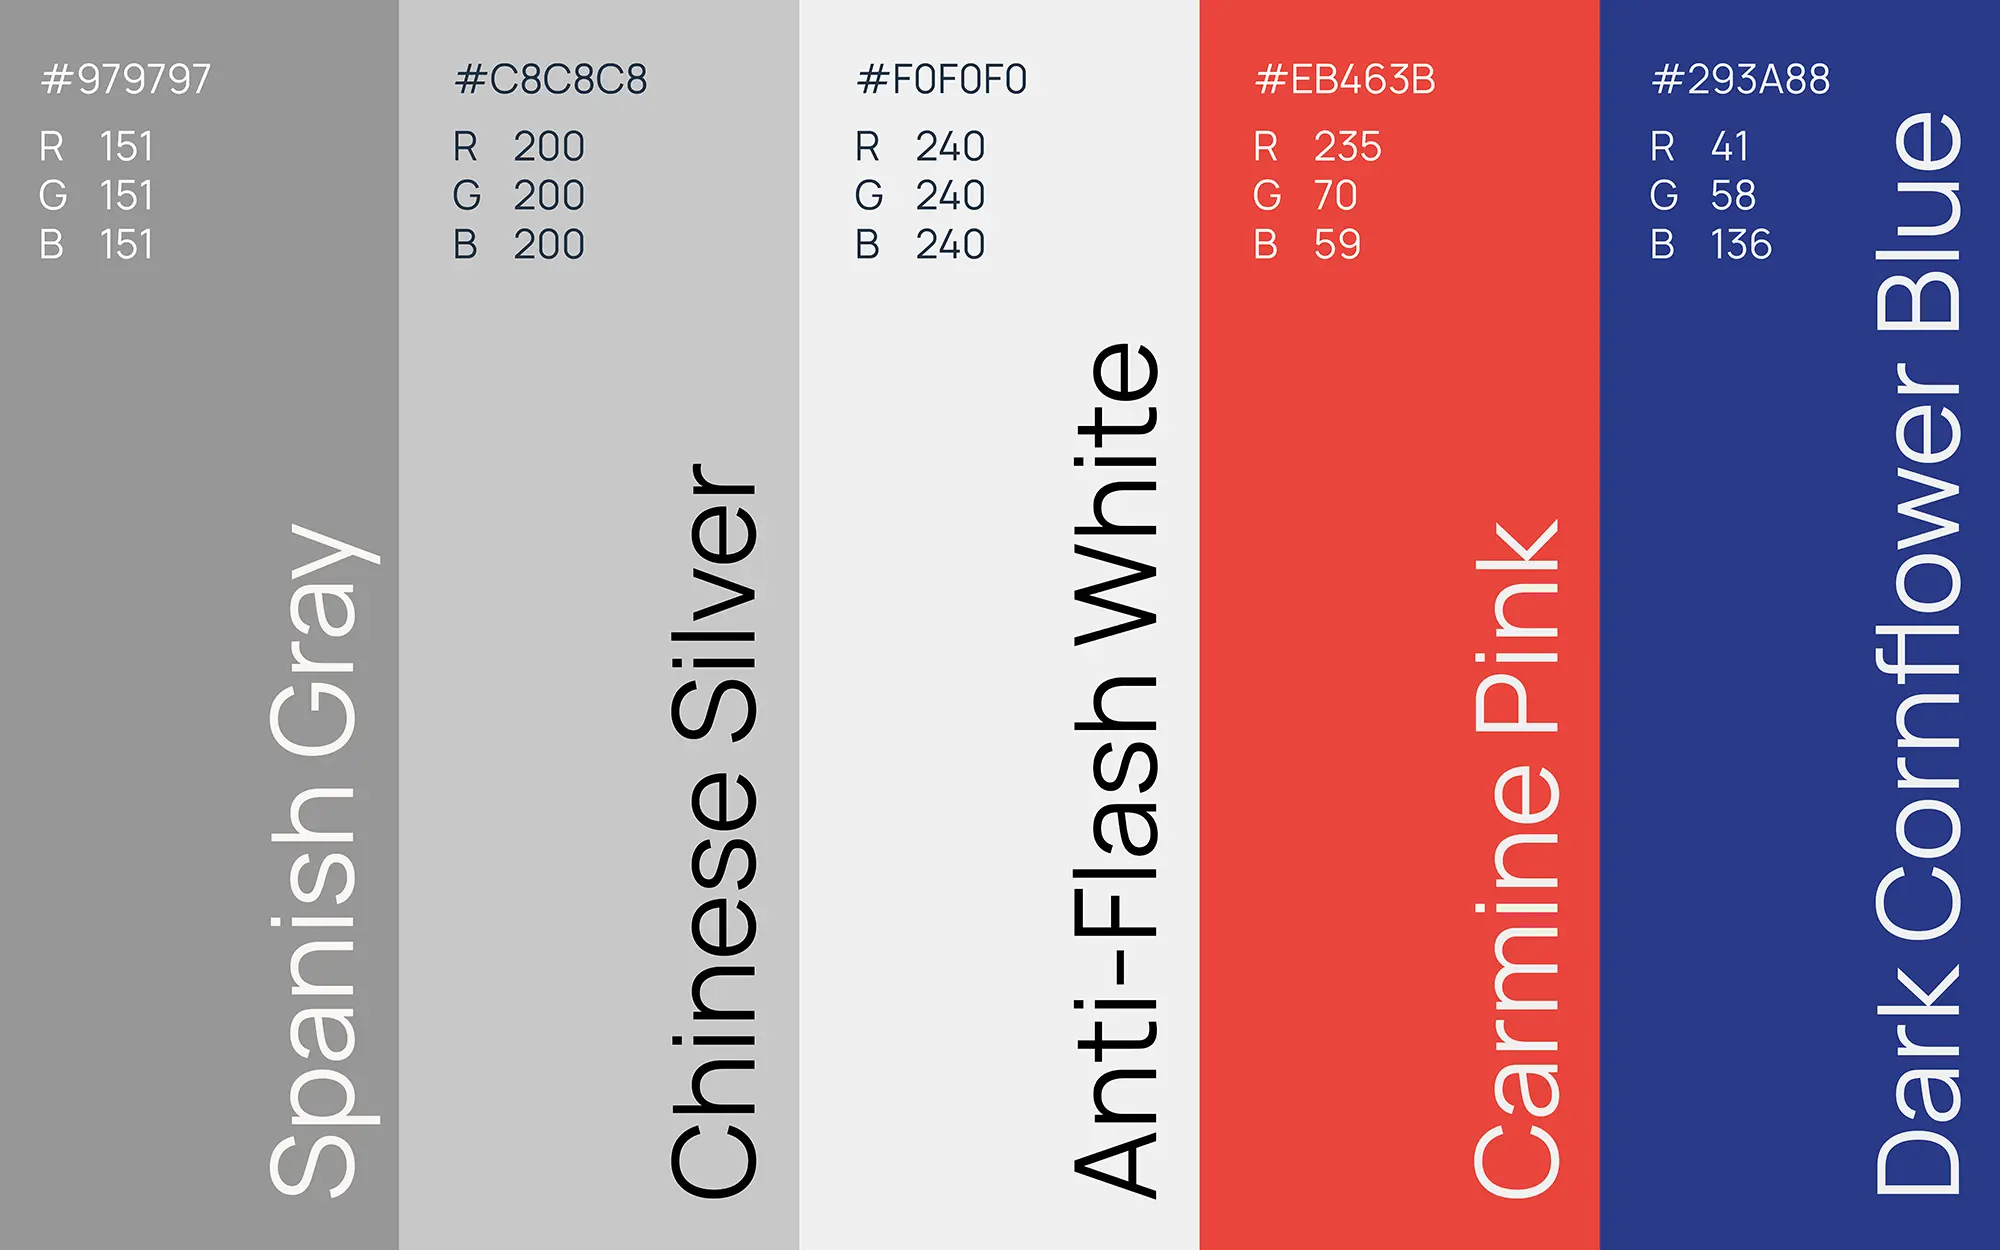 #979797
R 151
G 151
B 151
Spanish Gray
#C8C8C8
R 200
G 200
B 200
Chinese Silver
#F0F0F0
R 240
G 240
B 240
Anti-Flash White
#EB463B
R 235
G 70
B 59
Carmine Pink
#293A88
R 41
G 58
B 136
Dark Cornflower Blue